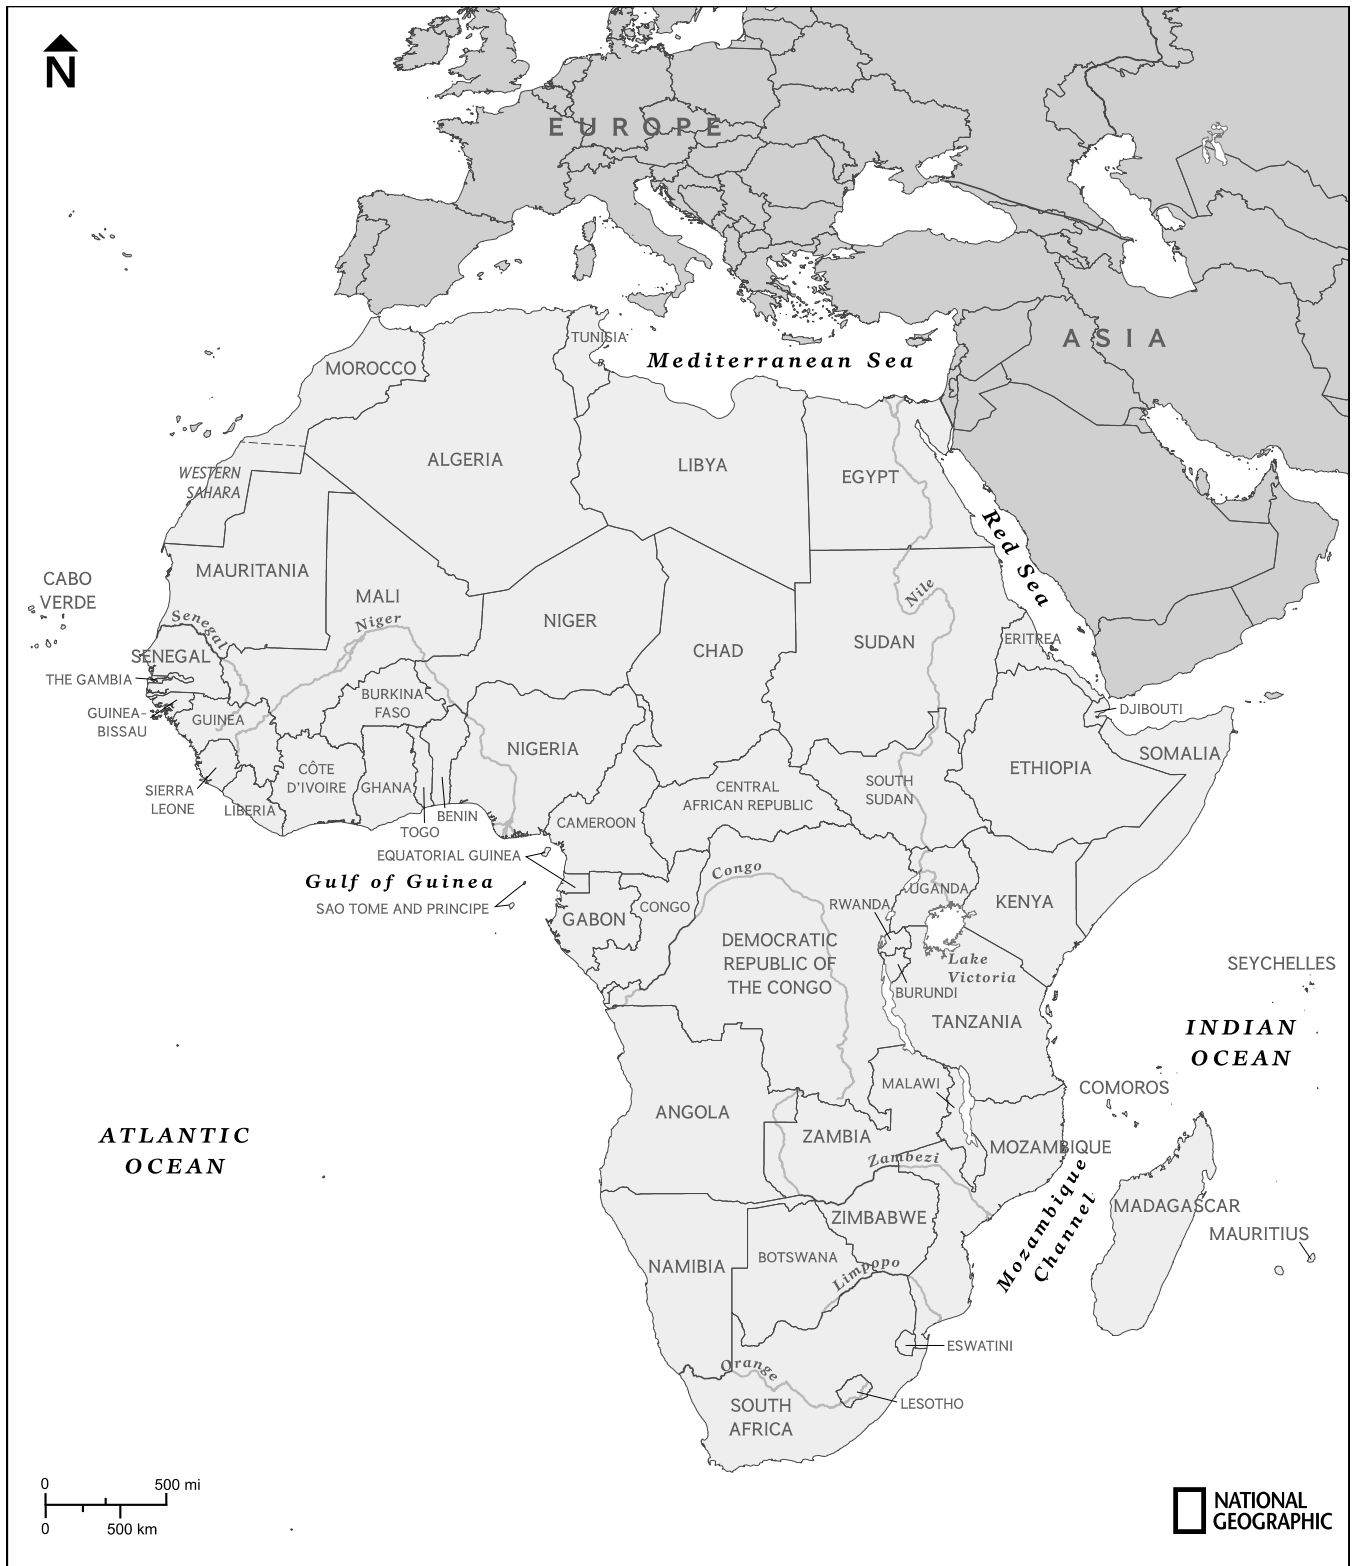 N
EUROPE
ASIA
TUNISIA
Mediterranean Sea
MOROCCO
ALGERIA
LIBYA
EGYPT
WESTERN
SAHARA
Red Sea
MAURITANIA
CABO
VERDE
MALI
Niger
NIGER
Nile
Senegal
SENEGAL
CHAD
SUDAN
ERITREA
THE GAMBIA
BURKINA
FASO
GUINEA-
BISSAU
GUINEA
DJIBOUTI
NIGERIA
SOMALIA
ETHIOPIA
CÔTE
D'IVOIRE
GHANA
CENTRAL
AFRICAN REPUBLIC
SOUTH
SUDAN
SIERRA
LEONE
LIBERIA
BENIN
TOGO
CAMEROON
EQUATORIAL GUINEA
Gulf of Guinea
SAO TOME AND PRINCIPE
Congo
UGANDA
KENYA
RWANDA
GABON
CONGO
DEMOCRATIC
REPUBLIC OF
THE CONGO
Lake
Victoria
BURUNDI
SEYCHELLES
TANZANIA
INDIAN
OCEAN
MALAWI
COMOROS
ANGOLA
ZAMBIA
ATLANTIC
OCEAN
MOZAMBIQUE
Zambezi
Mozambique
Channel
MADAGASCAR
MAURITIUS
ZIMBABWE
NAMIBIA
BOTSWANA
Limpopo
ESWATINI
Orange
LESOTHO
SOUTH
AFRICA
0 500 mi
0 500 km
NATIONAL
GEOGRAPHIC